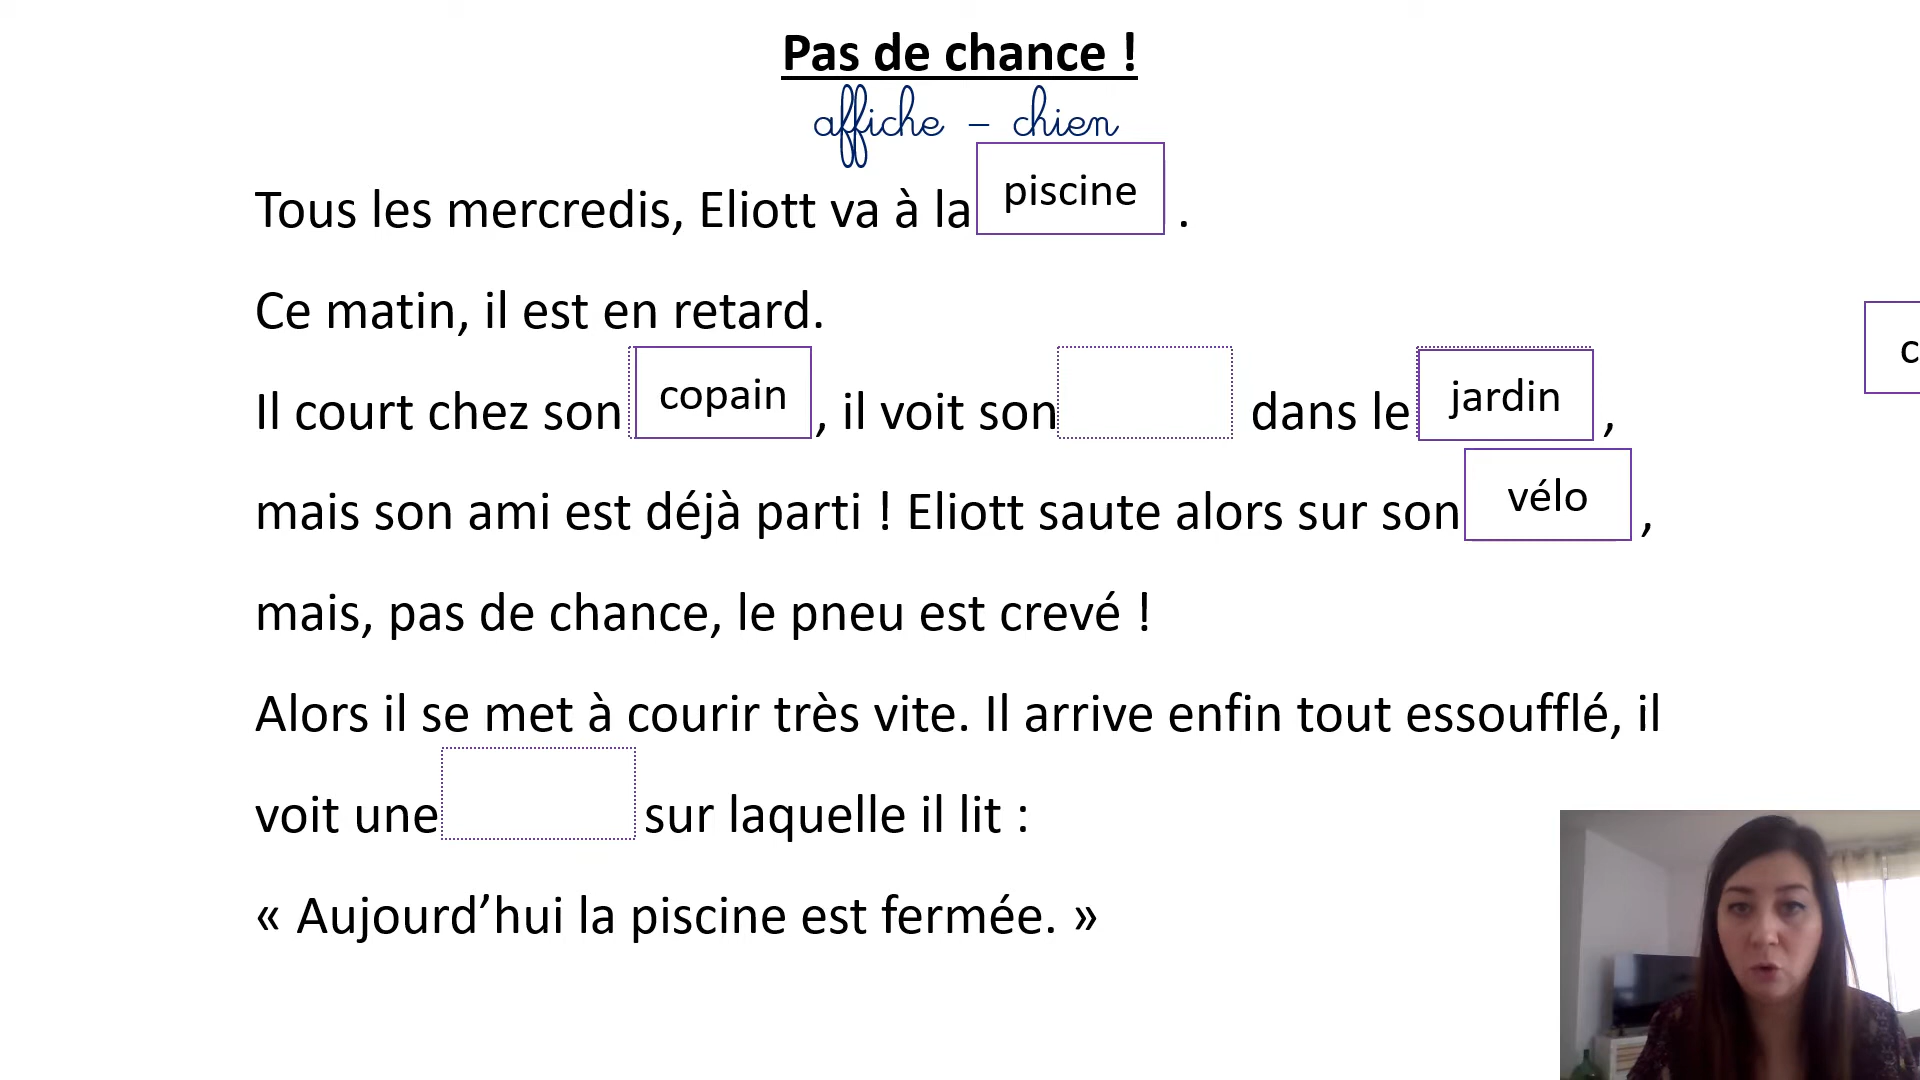 Pas de chance !
affiche – chien
Tous les mercredis, Eliott va à la piscine .
Ce matin, il est en retard.
Il court chez son copain , il voit son dans le jardin ,
mais son ami est déjà parti ! Eliott saute alors sur son vélo ,
mais, pas de chance, le pneu est crevé !
Alors il se met à courir très vite. Il arrive enfin tout essoufflé, il
voit une sur laquelle il lit :
« Aujourd’hui la piscine est fermée. »